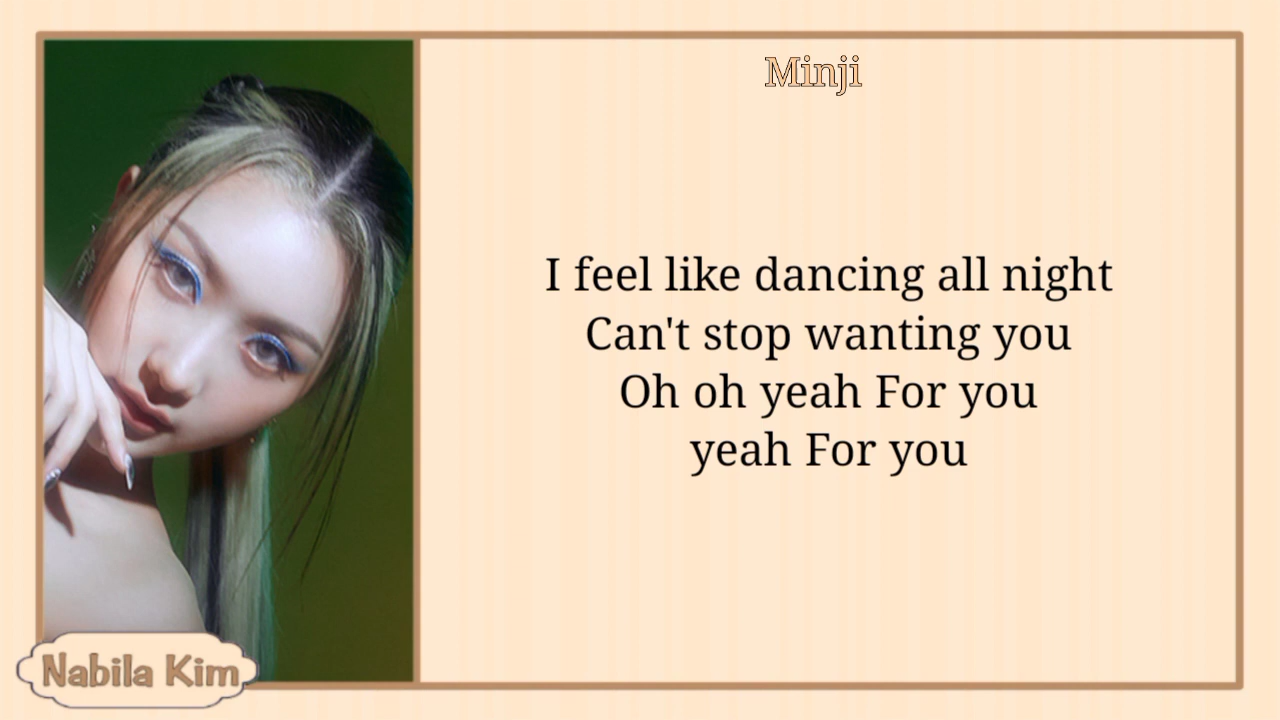 Minji
I feel like dancing all night
Can't stop wanting you
Oh oh yeah For you
yeah For you
Nabila Kim